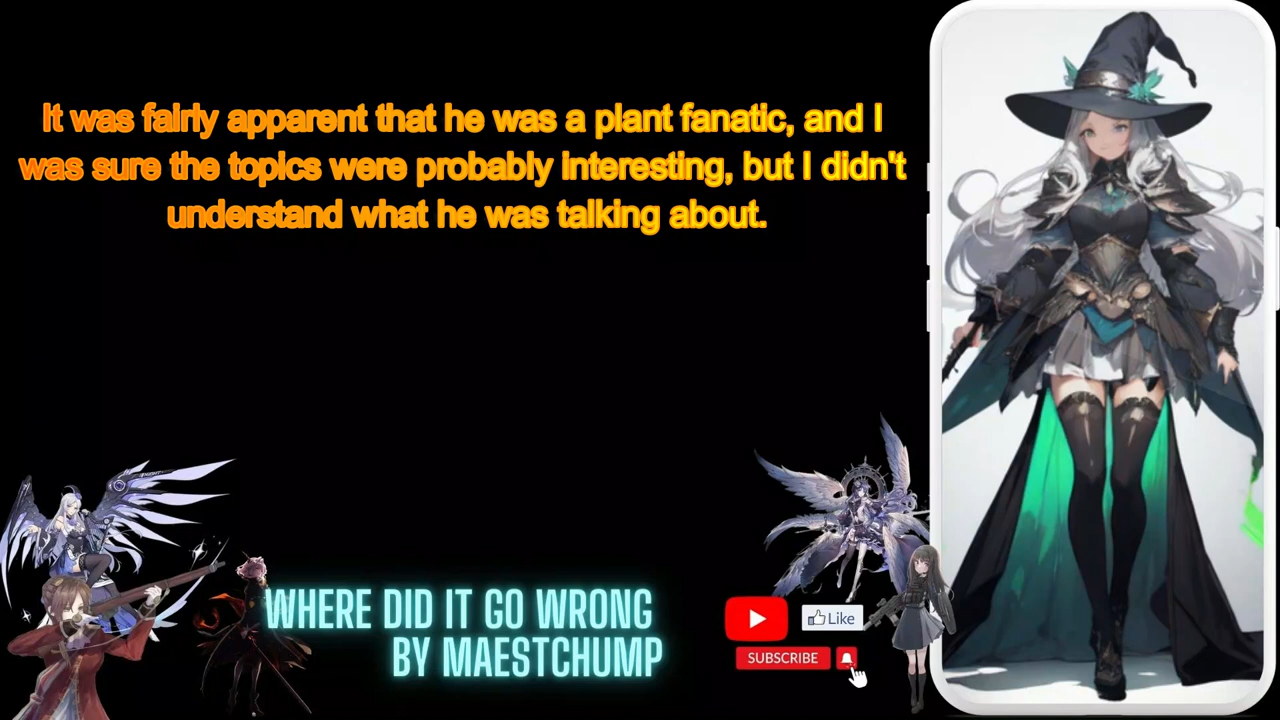 It was fairly apparent that he was a plant fanatic, and I
was sure the topics were probably interesting, but I didn't
understand what he was talking about.
WHERE DID IT GO WRONG
BY MAESTCHUMP
Like
SUBSCRIBE